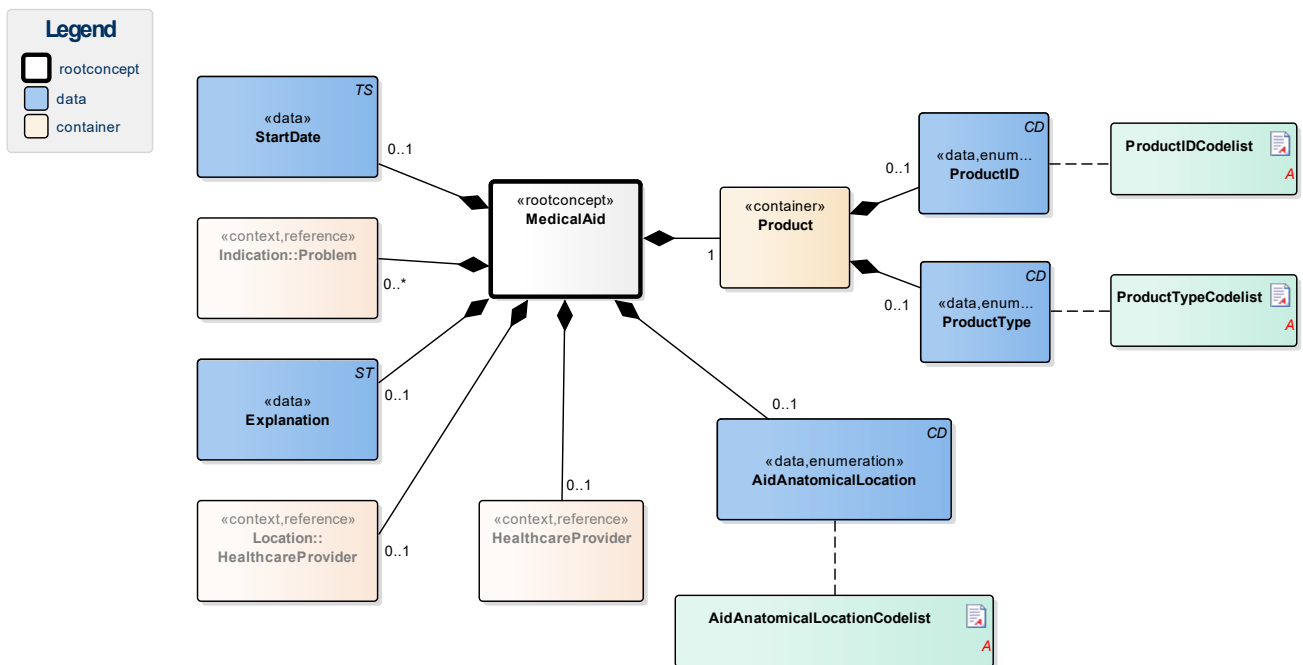 Legend
rootconcept
data
container
TS
«data»
StartDate
0..1
«context,reference»
Indication::Problem
0..*
ST
«data»
Explanation
0..1
«context,reference»
Location::
HealthcareProvider
0..1
«rootconcept»
MedicalAid
«context,reference»
HealthcareProvider
0..1
1
«container»
Product
0..1
CD
«data,enum...
ProductID
ProductIDCodelist
A
0..1
CD
«data,enum...
ProductType
ProductTypeCodelist
A
0..1
CD
«data,enumeration»
AidAnatomicalLocation
AidAnatomicalLocationCodelist
A